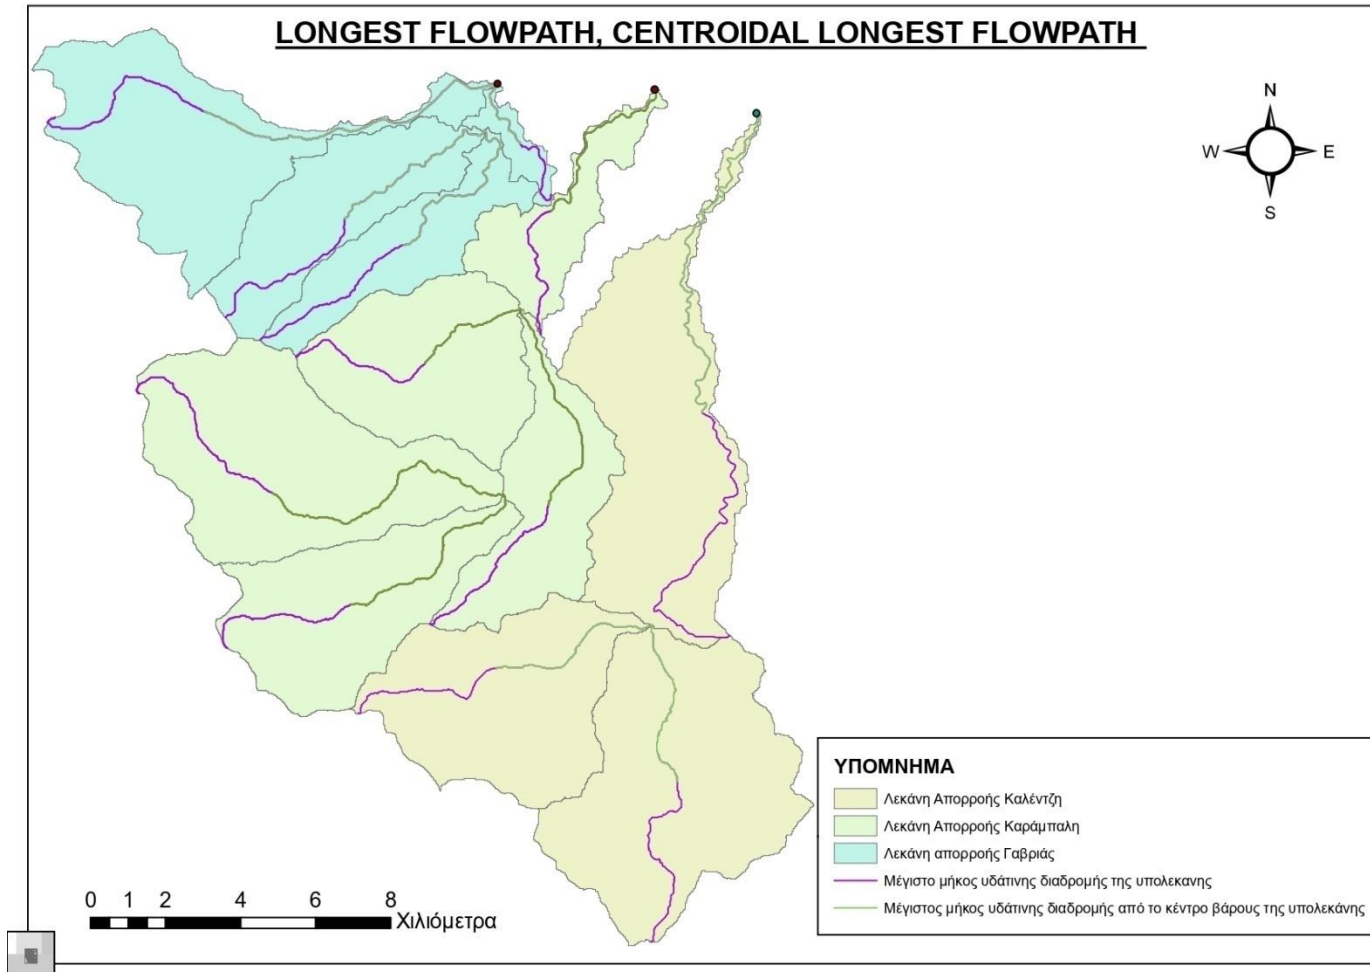 LONGEST FLOWPATH, CENTROIDAL LONGEST FLOWPATH
N
W E
S
ΥΠΟΜΝΗΜΑ
Λεκάνη Απορροής Καλέντζη
Λεκάνη Απορροής Καράμπαλη
Λεκάνη απορροής Γαβριάς
Μέγιστο μήκος υδάτινης διαδρομής της υπολεκανης
Μέγιστος μήκος υδάτινης διαδρομής από το κέντρο βάρους της υπολεκάνης
0 1 2 4 6 8
Χιλιόμετρα